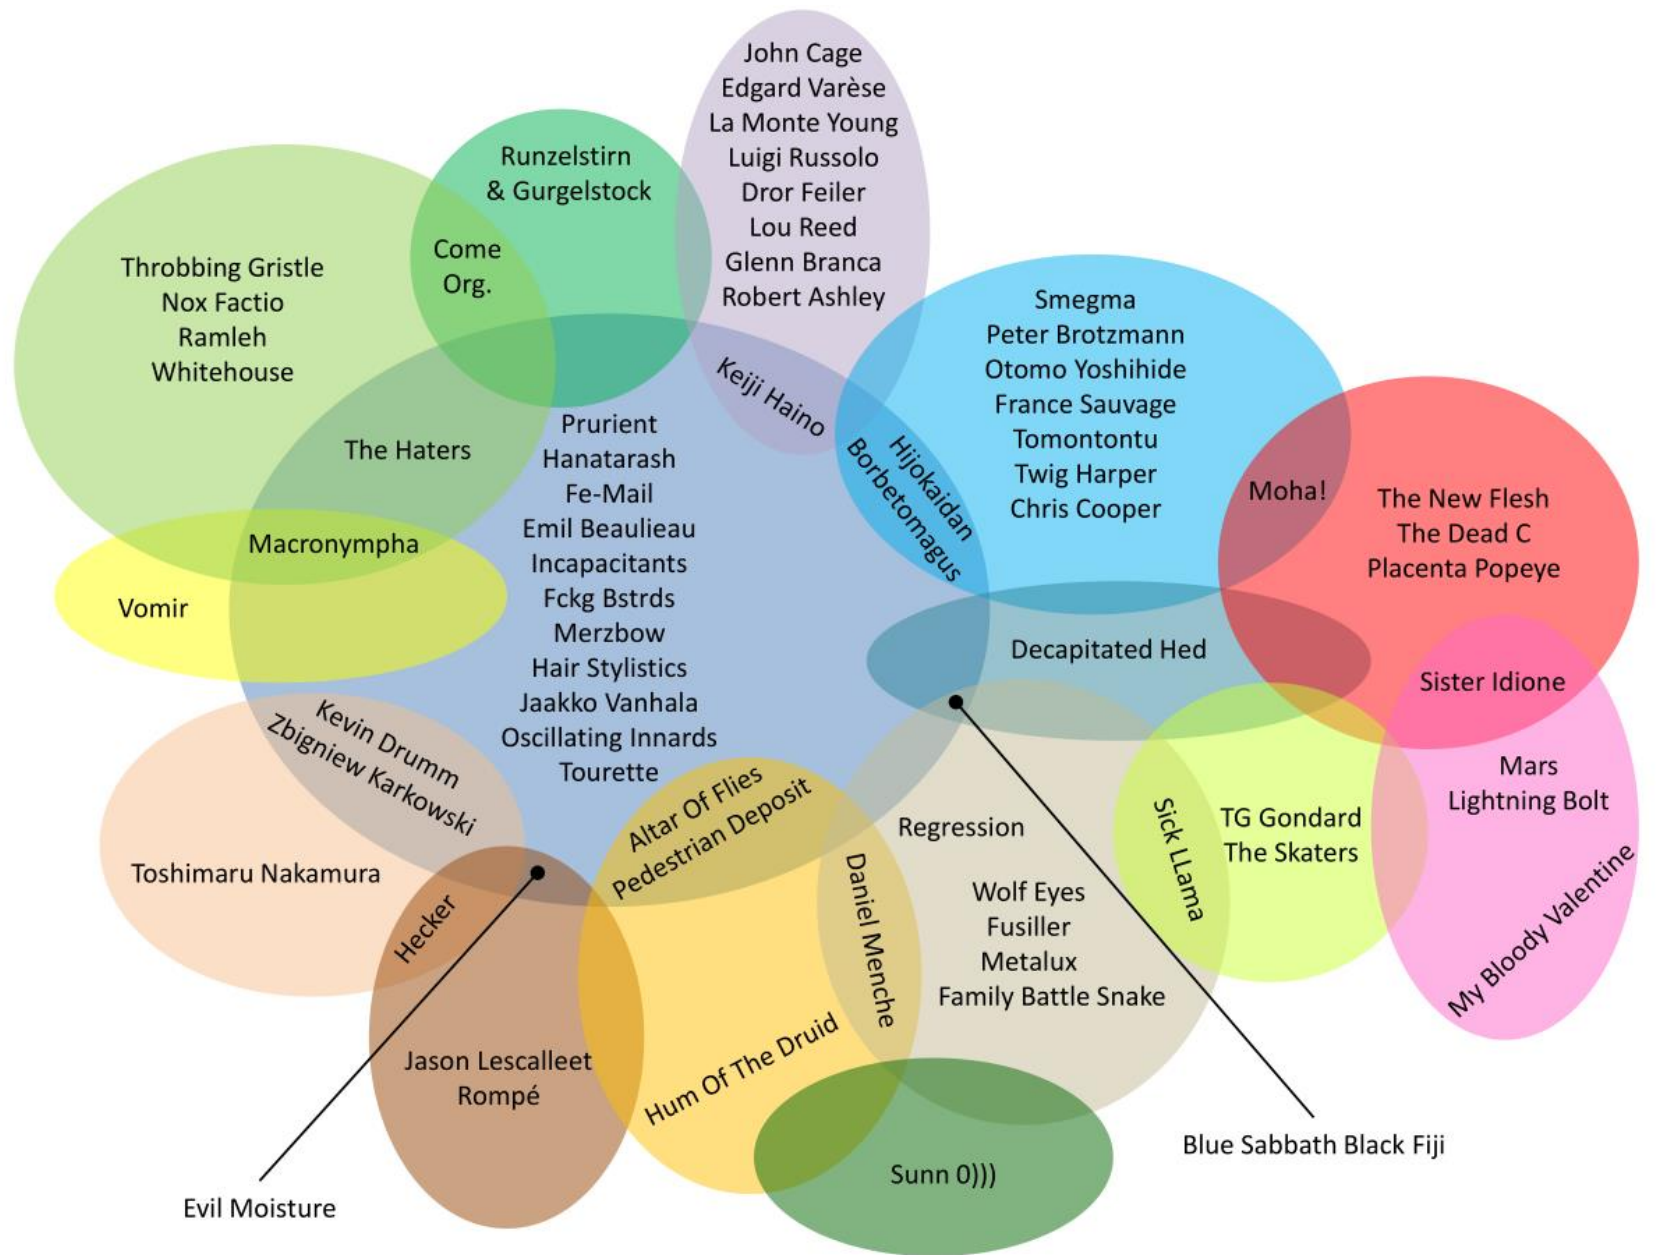 John Cage
Edgard Varèse
La Monte Young
Luigi Russolo
Dror Feiler
Lou Reed
Glenn Branca
Robert Ashley
Runzelstirn
& Gurgelstock
Come
Org.
Throbbing Gristle
Nox Factio
Ramleh
Whitehouse
The Haters
Macronympha
Vomir
Keiji Haino
Hijokaidan
Borbetomagus
Smegma
Peter Brotzmann
Otomo Yoshihide
France Sauvage
Tomontontu
Twig Harper
Chris Cooper
Moha!
The New Flesh
The Dead C
Placenta Popeye
Prurient
Hanatarash
Fe-Mail
Emil Beaulieau
Incapacitants
Fckg Bstrds
Merzbow
Hair Stylistics
Jaakko Vanhala
Oscillating Innards
Tourette
Decapitated Hed
Sister Idione
Mars
Lightning Bolt
My Bloody Valentine
Kevin Drumm
Zbigniew Karkowski
Toshimaru Nakamura
Hecker
Altar Of Flies
Pedestrian Deposit
Regression
Daniel Menche
Wolf Eyes
Fusiller
Metalux
Family Battle Snake
Sick LLama
TG Gondard
The Skaters
Jason Lescalleet
Rompé
Hum Of The Druid
Sunn 0)))
Blue Sabbath Black Fiji
Evil Moisture